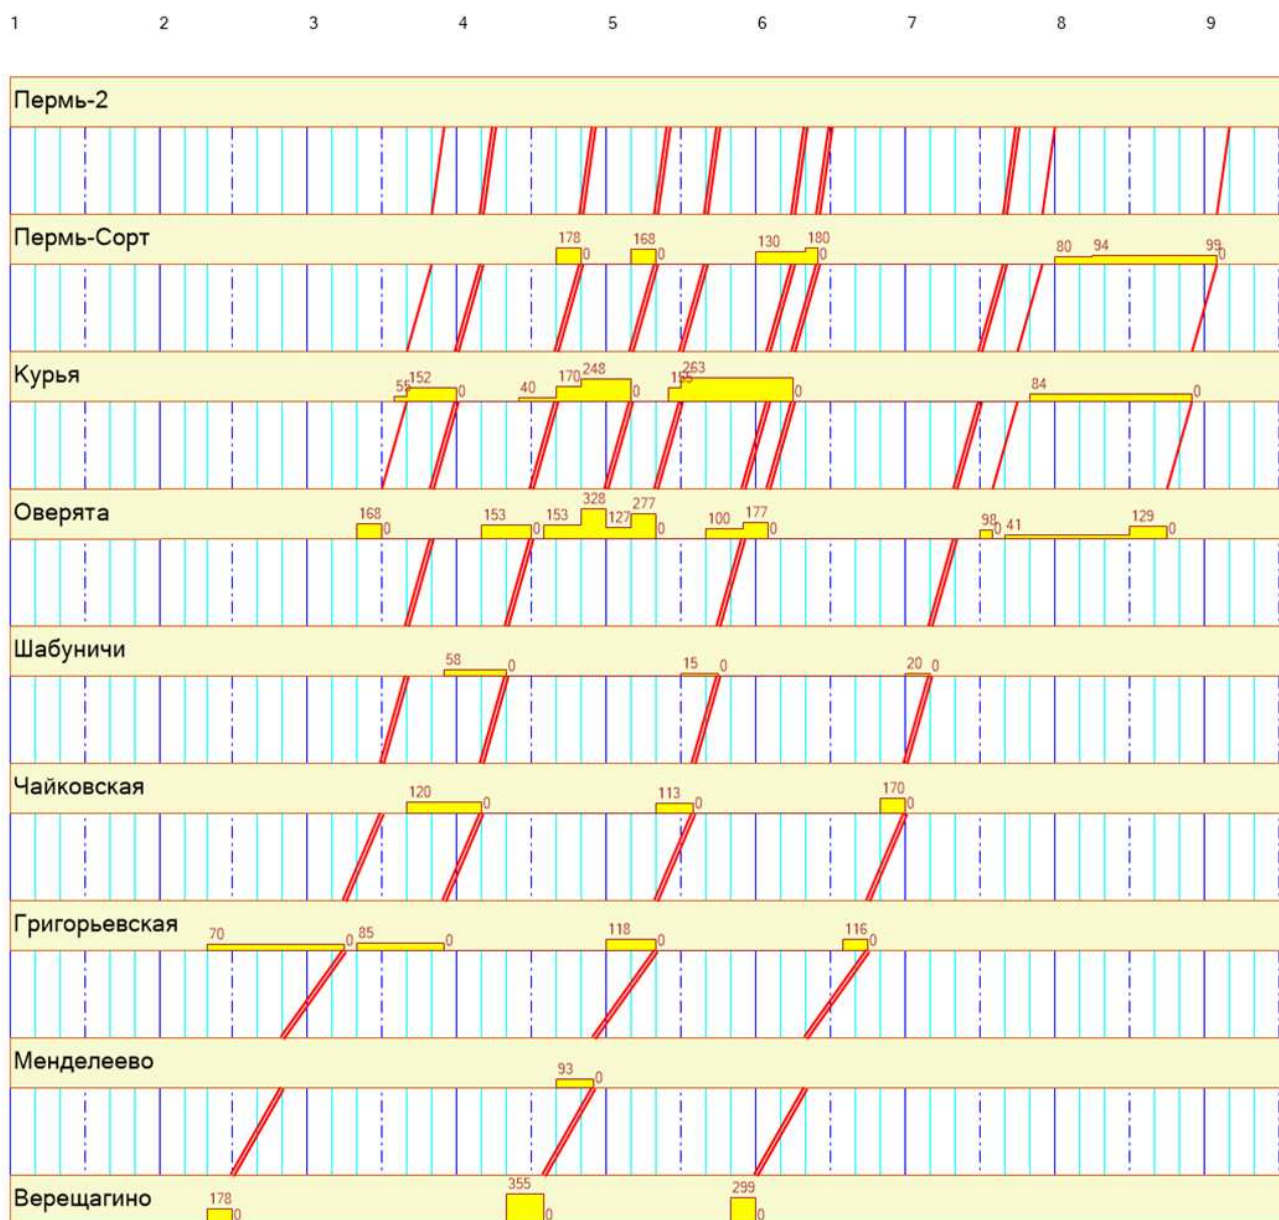 1 2 3 4 5 6 7 8 9
Пермь-2
Пермь-Сорт
178 0 168 0 130 180 0 80 94 99 0
Курья
55 152 0 40 170 248 0 155 263 0 84 0
Оверята
168 0 153 0 153 328 127 277 0 100 177 0 98 0 41 129 0
Шабуничи
58 0 15 0 20 0
Чайковская
120 0 113 0 170 0
Григорьевская
70 0 85 0 118 0 116 0
Менделеево
93 0
Верещагино
178 0 355 0 299 0